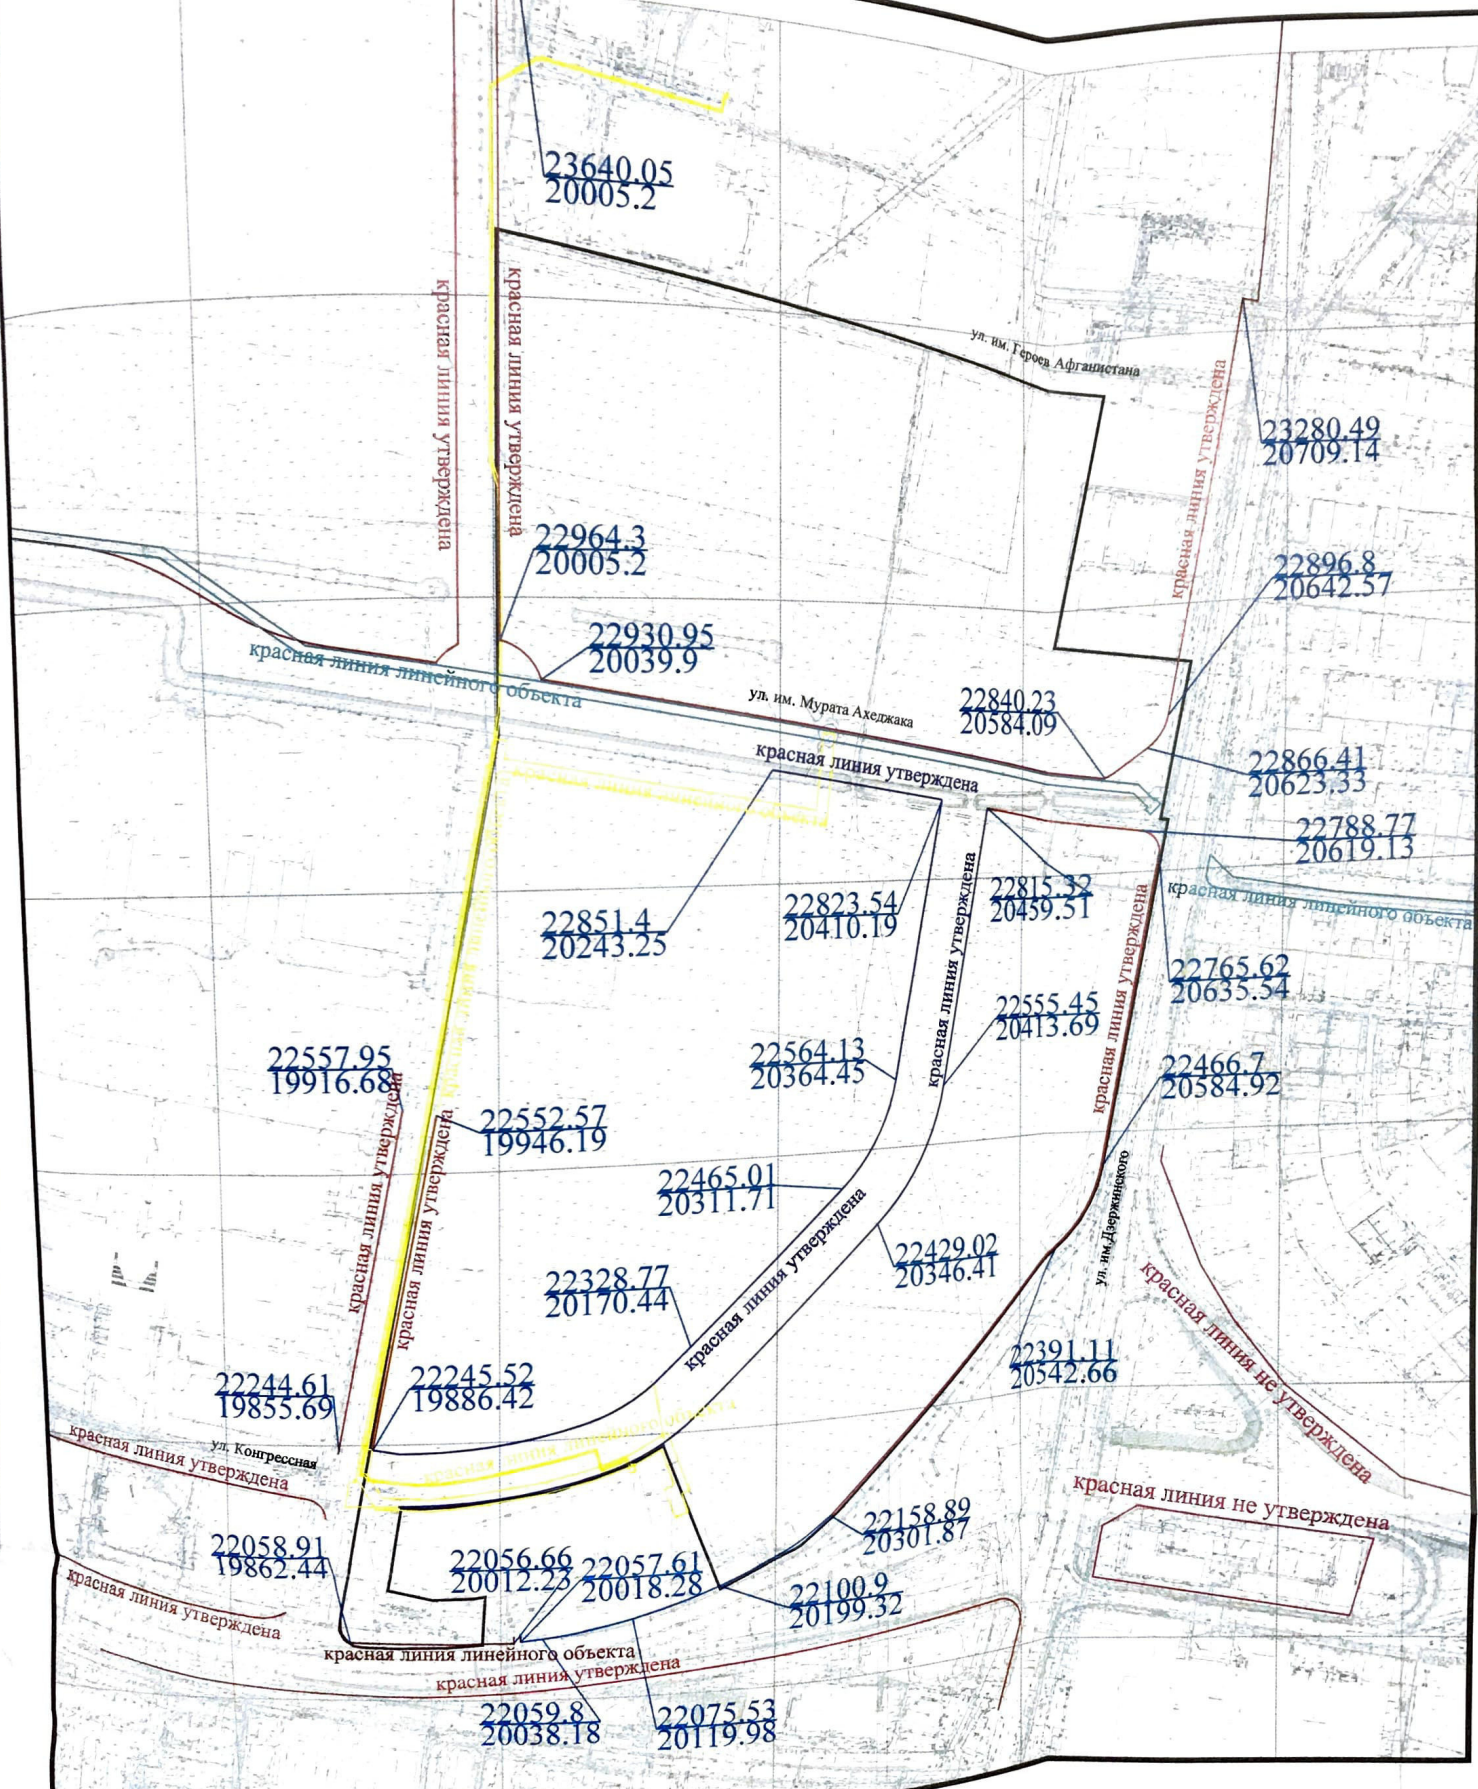 23640.05
20005.2
красная линия утверждена
красная линия утверждена
ул. им. Героев Афганистана
23280.49
20709.14
красная линия утверждена
22964.3
20005.2
22896.8
20642.57
22930.95
20039.9
красная линия линейного объекта
ул. им. Мурата Ахеджака
22840.23
20584.09
красная линия утверждена
22866.41
20623.33
красная линия линейного объекта
22788.77
20619.13
22851.4
20243.25
22823.54
20410.19
22815.32
20459.51
красная линия линейного объекта
красная линия утверждена
красная линия утверждена
22765.62
20635.54
22557.95
19916.68
22564.13
20364.45
22555.45
20413.69
22466.7
20584.92
22552.57
19946.19
красная линия утверждена
красная линия утверждена
22465.01
20311.71
ул. им.Дзержинского
22429.02
20346.41
22328.77
20170.44
красная линия утверждена
красная линия не утверждена
22391.11
20542.66
22244.61
19855.69
22245.52
19886.42
красная линия линейного объекта
ул. Конгрессная
красная линия утверждена
красная линия не утверждена
22158.89
20301.87
22058.91
19862.44
22056.66
20012.23
22057.61
20018.28
22100.9
20199.32
красная линия утверждена
красная линия линейного объекта
красная линия утверждена
22059.8
20038.18
22075.53
20119.98